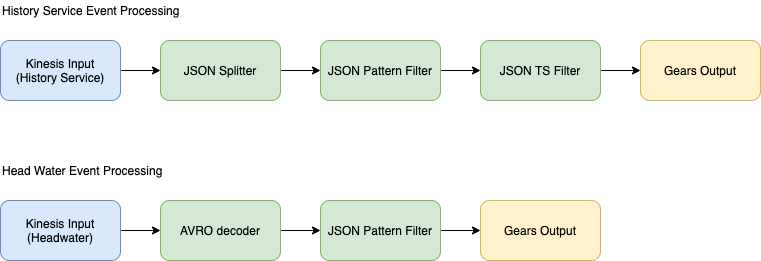 History Service Event Processing
Kinesis Input
(History Service)
JSON Splitter
JSON Pattern Filter
JSON TS Filter
Gears Output
Head Water Event Processing
Kinesis Input
(Headwater)
AVRO decoder
JSON Pattern Filter
Gears Output